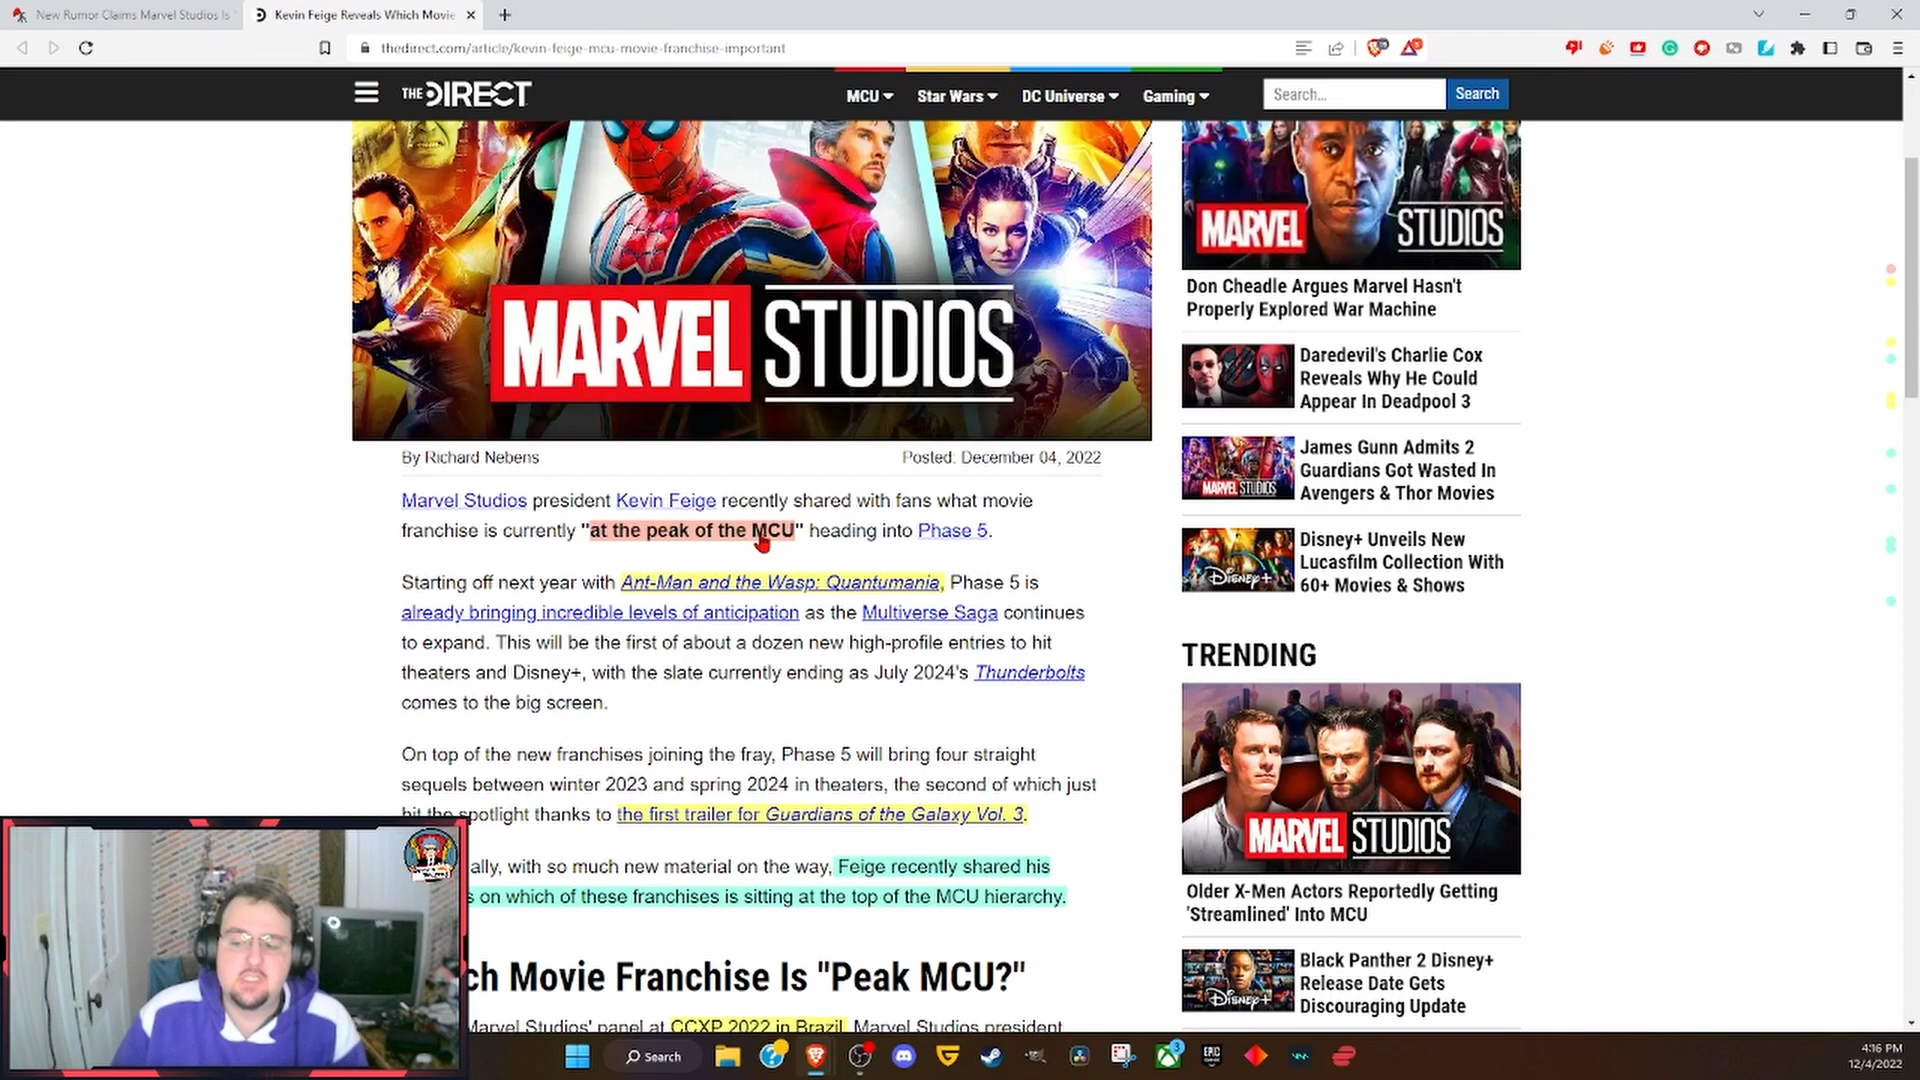 New Rumor Claims Marvel Studios Is
Kevin Feige Reveals Which Movie
thedirect.com/article/kevin-feige-mcu-movie-franchise-important
THE DIRECT
MCU
Star Wars
DC Universe
Gaming
Search...
Search
MARVEL STUDIOS
By Richard Nebens
Posted: December 04, 2022
Marvel Studios president Kevin Feige recently shared with fans what movie
franchise is currently "at the peak of the MCU" heading into Phase 5.
Starting off next year with Ant-Man and the Wasp: Quantumania, Phase 5 is
already bringing incredible levels of anticipation as the Multiverse Saga continues
to expand. This will be the first of about a dozen new high-profile entries to hit
theaters and Disney+, with the slate currently ending as July 2024's Thunderbolts
comes to the big screen.
On top of the new franchises joining the fray, Phase 5 will bring four straight
sequels between winter 2023 and spring 2024 in theaters, the second of which just
hit the spotlight thanks to the first trailer for Guardians of the Galaxy Vol. 3.
ally, with so much new material on the way, Feige recently shared his
s on which of these franchises is sitting at the top of the MCU hierarchy.
ch Movie Franchise Is "Peak MCU?"
Marvel Studios' panel at CCXP 2022 in Brazil, Marvel Studios president
MARVEL STUDIOS
Don Cheadle Argues Marvel Hasn't
Properly Explored War Machine
Daredevil's Charlie Cox
Reveals Why He Could
Appear In Deadpool 3
MARVEL STUDIOS
James Gunn Admits 2
Guardians Got Wasted In
Avengers & Thor Movies
Disney+
Disney+ Unveils New
Lucasfilm Collection With
60+ Movies & Shows
TRENDING
MARVEL STUDIOS
Older X-Men Actors Reportedly Getting
'Streamlined' Into MCU
Disney+
Black Panther 2 Disney+
Release Date Gets
Discouraging Update
Search
3
EPIC
4:16 PM
12/4/2022